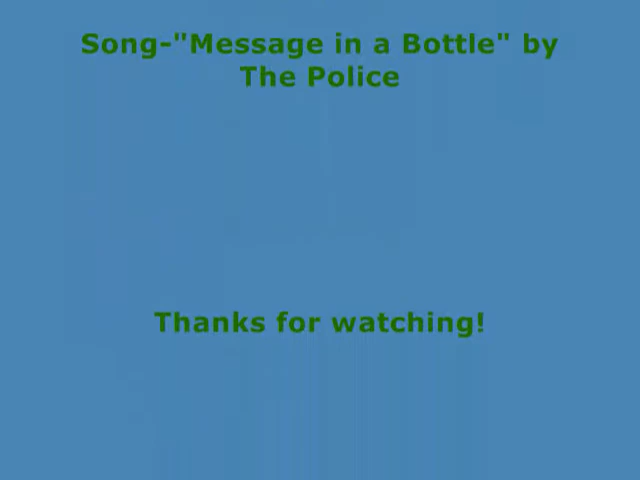 Song-"Message in a Bottle" by
The Police
Thanks for watching!